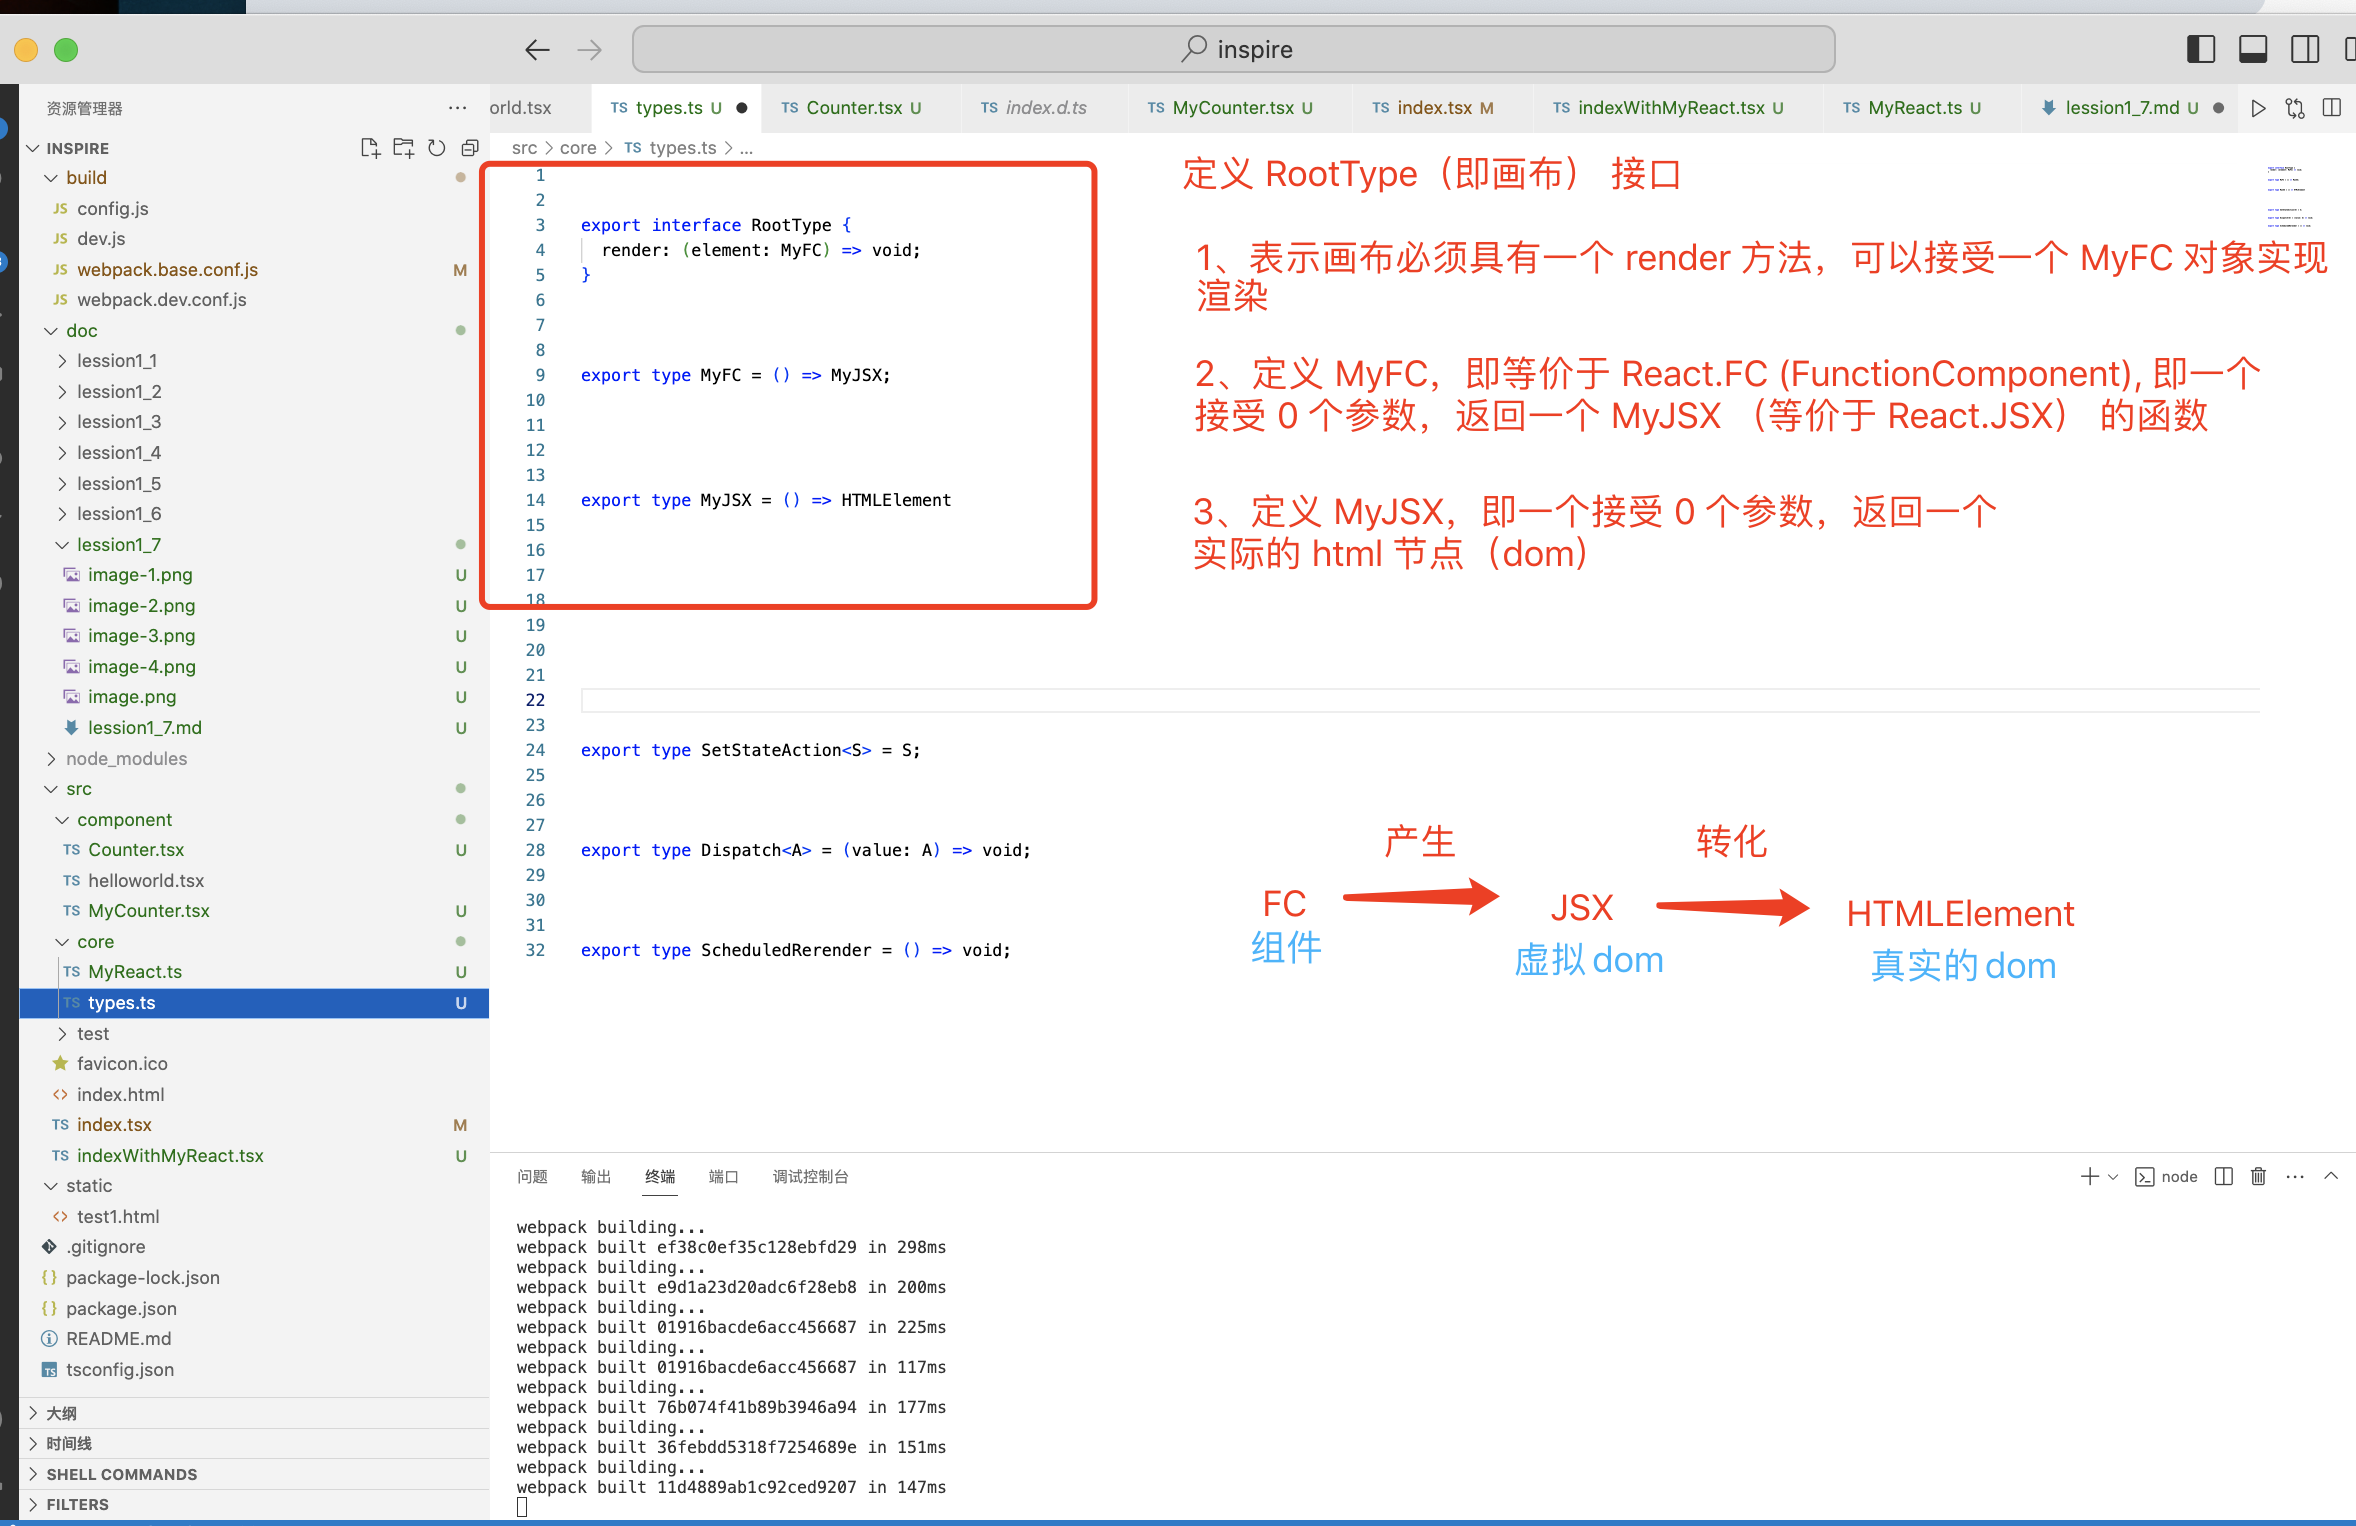 inspire
资源管理器
orld.tsx
TS types.ts U
TS Counter.tsx U
TS index.d.ts
TS MyCounter.tsx U
TS index.tsx M
TS indexWithMyReact.tsx U
TS MyReact.ts U
lession1_7.md U
INSPIRE
build
JS config.js
JS dev.js
JS webpack.base.conf.js M
JS webpack.dev.conf.js
doc
lession1_1
lession1_2
lession1_3
lession1_4
lession1_5
lession1_6
lession1_7
image-1.png U
image-2.png U
image-3.png U
image-4.png U
image.png U
lession1_7.md U
node_modules
src
component
TS Counter.tsx U
TS helloworld.tsx
TS MyCounter.tsx U
core
TS MyReact.ts U
TS types.ts U
test
favicon.ico
index.html
TS index.tsx M
TS indexWithMyReact.tsx U
static
test1.html
.gitignore
package-lock.json
package.json
README.md
tsconfig.json
大纲
时间线
SHELL COMMANDS
FILTERS
src > core > TS types.ts > ...
1
2
3 export interface RootType {
4 render: (element: MyFC) => void;
5 }
6
7
8
9 export type MyFC = () => MyJSX;
10
11
12
13
14 export type MyJSX = () => HTMLElement
15
16
17
18
19
20
21
22
23
24 export type SetStateAction<S> = S;
25
26
27
28 export type Dispatch<A> = (value: A) => void;
29
30
31
32 export type ScheduledRerender = () => void;
定义 RootType（即画布） 接口
1、表示画布必须具有一个 render 方法，可以接受一个 MyFC 对象实现
渲染
2、定义 MyFC，即等价于 React.FC (FunctionComponent), 即一个
接受 0 个参数，返回一个 MyJSX （等价于 React.JSX） 的函数
3、定义 MyJSX，即一个接受 0 个参数，返回一个
实际的 html 节点（dom）
产生
转化
FC
JSX
HTMLElement
组件
虚拟 dom
真实的 dom
问题 输出 终端 端口 调试控制台
node
webpack building...
webpack built ef38c0ef35c128ebfd29 in 298ms
webpack building...
webpack built e9d1a23d20adc6f28eb8 in 200ms
webpack building...
webpack built 01916bacde6acc456687 in 225ms
webpack building...
webpack built 01916bacde6acc456687 in 117ms
webpack building...
webpack built 76b074f41b89b3946a94 in 177ms
webpack building...
webpack built 36febdd5318f7254689e in 151ms
webpack building...
webpack built 11d4889ab1c92ced9207 in 147ms